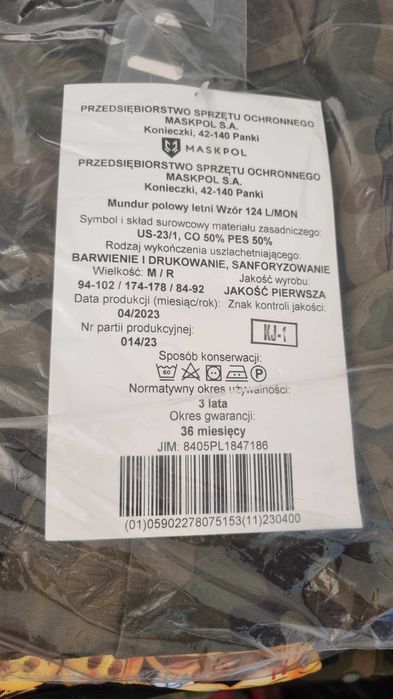 PRZEDSIĘBIORSTWO SPRZĘTU OCHRONNEGO
MASKPOL S.A.
Konieczki, 42-140 Panki
MASKPOL
PRZEDSIĘBIORSTWO SPRZĘTU OCHRONNEGO
MASKPOL S.A.
Konieczki, 42-140 Panki
Mundur polowy letni Wzór 124 L/MON
Symbol i skład surowcowy materiału zasadniczego:
US-23/1, CO 50% PES 50%
Rodzaj wykończenia uszlachetniającego:
BARWIENIE I DRUKOWANIE, SANFORYZOWANIE
Wielkość: M / R Jakość wyrobu:
94-102 / 174-178 / 84-92 JAKOŚĆ PIERWSZA
Data produkcji (miesiąc/rok): Znak kontroli jakości:
04/2023
Nr partii produkcyjnej: KJ-1
014/23
Sposób konserwacji:
60 P
Normatywny okres używalności:
3 lata
Okres gwarancji:
36 miesięcy
JIM: 8405PL1847186
(01)05902278075153(11)230400